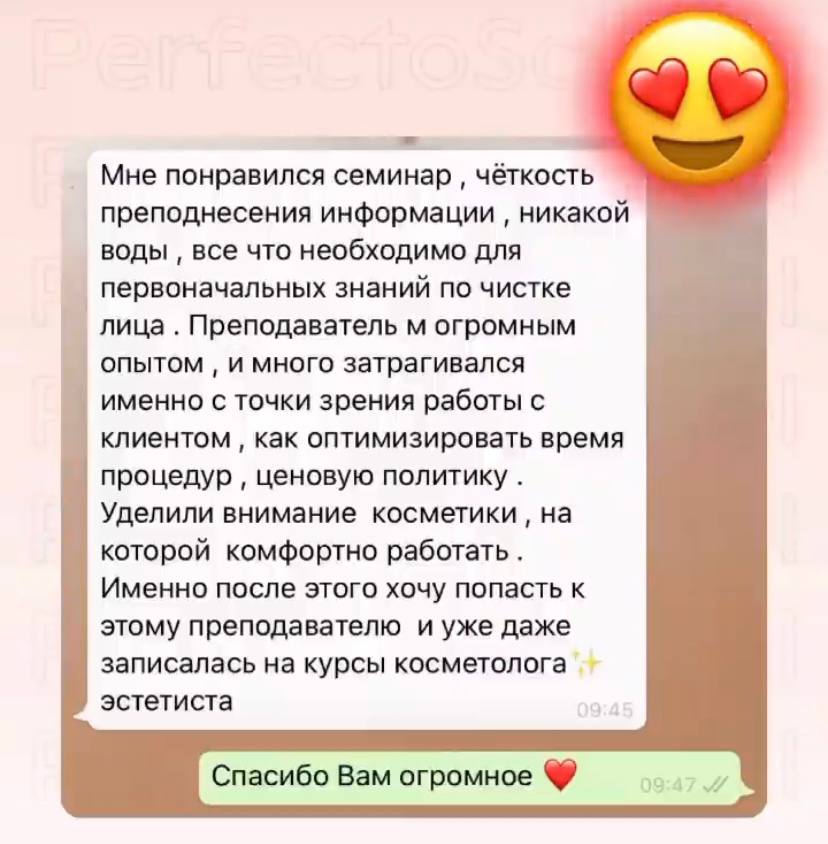 PerfectoSc
Мне понравился семинар , чёткость
преподнесения информации , никакой
воды , все что необходимо для
первоначальных знаний по чистке
лица . Преподаватель м огромным
опытом , и много затрагивался
именно с точки зрения работы с
клиентом , как оптимизировать время
процедур , ценовую политику .
Уделили внимание косметики , на
которой комфортно работать .
Именно после этого хочу попасть к
этому преподавателю и уже даже
записалась на курсы косметолога✨
эстетиста
09:45
Спасибо Вам огромное ❤️
09:47